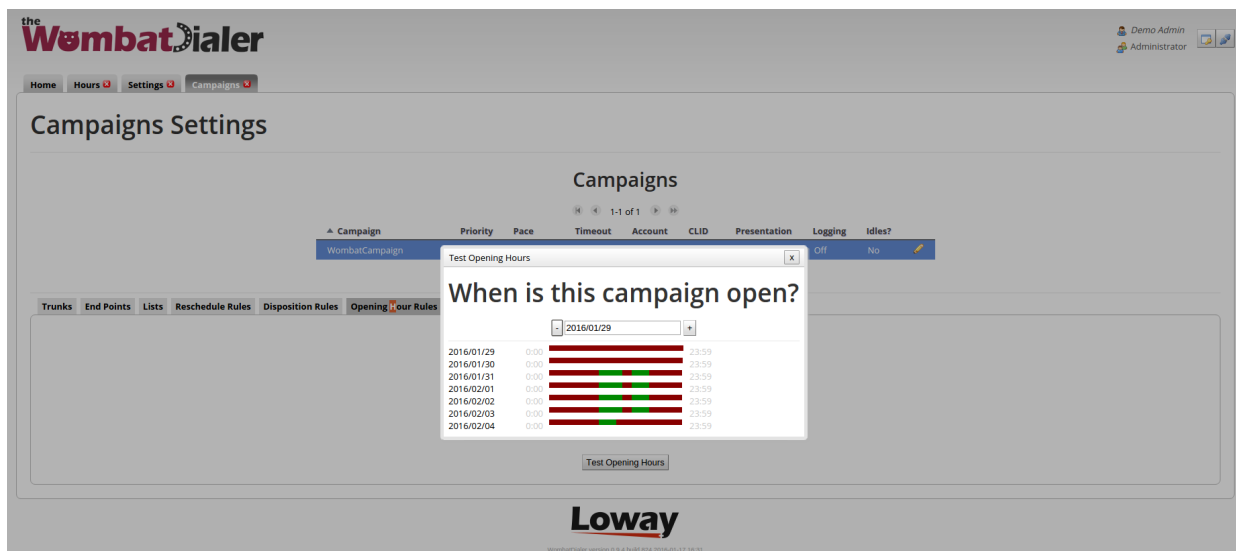 the
WombatDialer
Demo Admin
Administrator
Home Hours Settings Campaigns
Campaigns Settings
Campaigns
1-1 of 1
Campaign Priority Pace Timeout Account CLID Presentation Logging Idles?
WombatCampaign Off No
Test Opening Hours x
When is this campaign open?
- 2016/01/29 +
Trunks End Points Lists Reschedule Rules Disposition Rules Opening Hour Rules
2016/01/29 0:00 23:59
2016/01/30 0:00 23:59
2016/01/31 0:00 23:59
2016/02/01 0:00 23:59
2016/02/02 0:00 23:59
2016/02/03 0:00 23:59
2016/02/04 0:00 23:59
Test Opening Hours
Loway